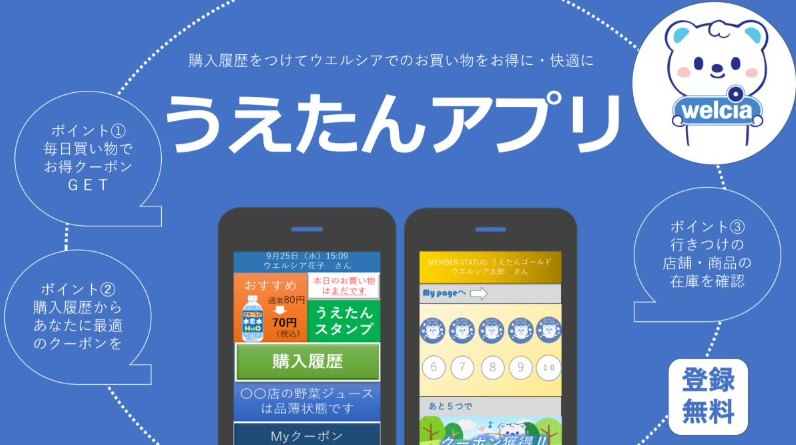 購入履歴をつけてウエルシアでのお買い物をお得に・快適に
うえたんアプリ
welcia
ポイント①
毎日買い物で
お得クーポン
ＧＥＴ
ポイント②
購入履歴から
あなたに最適
のクーポンを
ポイント③
行きつけの
店舗・商品の
在庫を確認
9月25日（水）15:09
ウエルシア花子　さん
おすすめ
通常80円
70円
(税込)
H2O
本日のお買い物
はまだです
うえたん
スタンプ
購入履歴
〇〇店の野菜ジュース
は品薄状態です
Myクーポン
MEMBER STATUS: うえたんゴールド
ウエルシア太郎　さん
My pageへ
6 7 8 9 10
あと５つで
クーポン獲得!!
登録
無料